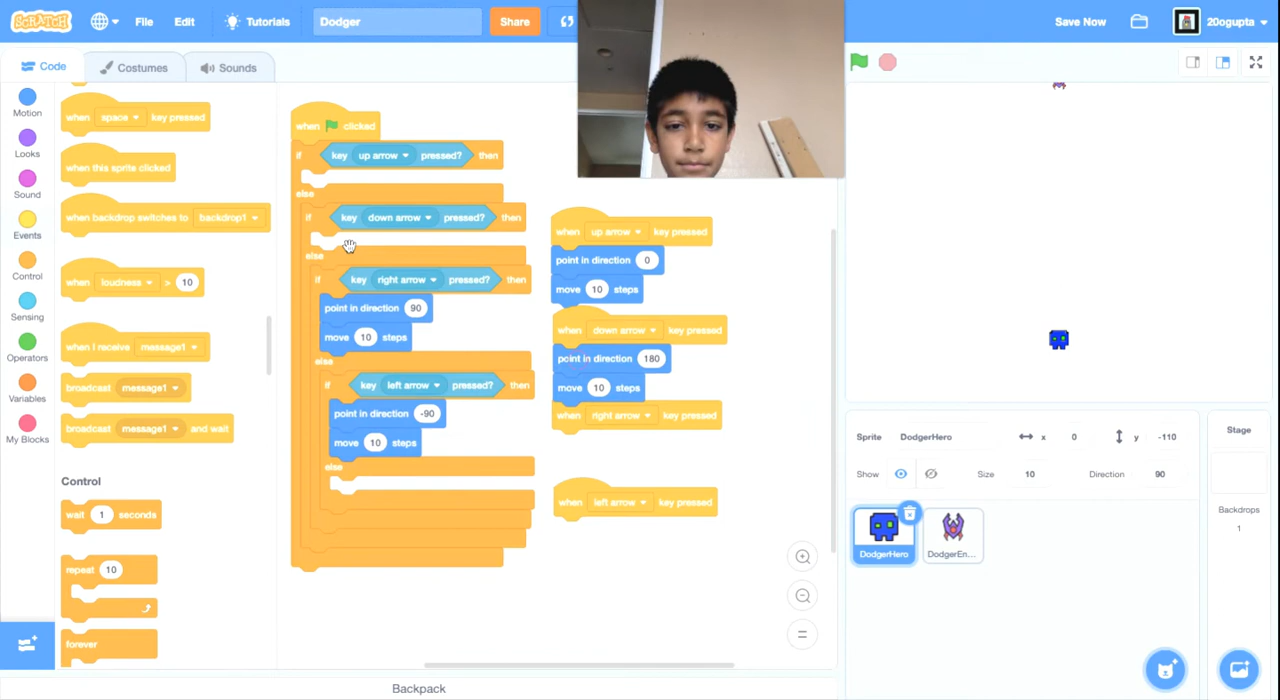 SCRATCH File Edit Tutorials Dodger Share Save Now 20ogupta
Code Costumes Sounds
Motion
Looks
Sound
Events
Control
Sensing
Operators
Variables
My Blocks
when space key pressed
when this sprite clicked
when backdrop switches to backdrop1
when loudness > 10
when I receive message1
broadcast message1
broadcast message1 and wait
Control
wait 1 seconds
repeat 10
forever
when clicked
if key up arrow pressed? then
else
if key down arrow pressed? then
else
if key right arrow pressed? then
point in direction 90
move 10 steps
else
if key left arrow pressed? then
point in direction -90
move 10 steps
else
when up arrow key pressed
point in direction 0
move 10 steps
when down arrow key pressed
point in direction 180
move 10 steps
when right arrow key pressed
when left arrow key pressed
Sprite DodgerHero x 0 y -110
Show Size 10 Direction 90
DodgerHero DodgerEn...
Stage
Backdrops
1
Backpack